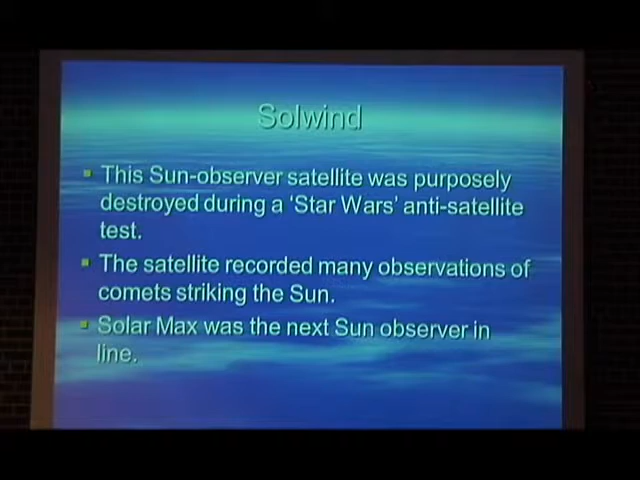 Solwind
This Sun-observer satellite was purposely
destroyed during a 'Star Wars' anti-satellite
test.
The satellite recorded many observations of
comets striking the Sun.
Solar Max was the next Sun observer in
line.